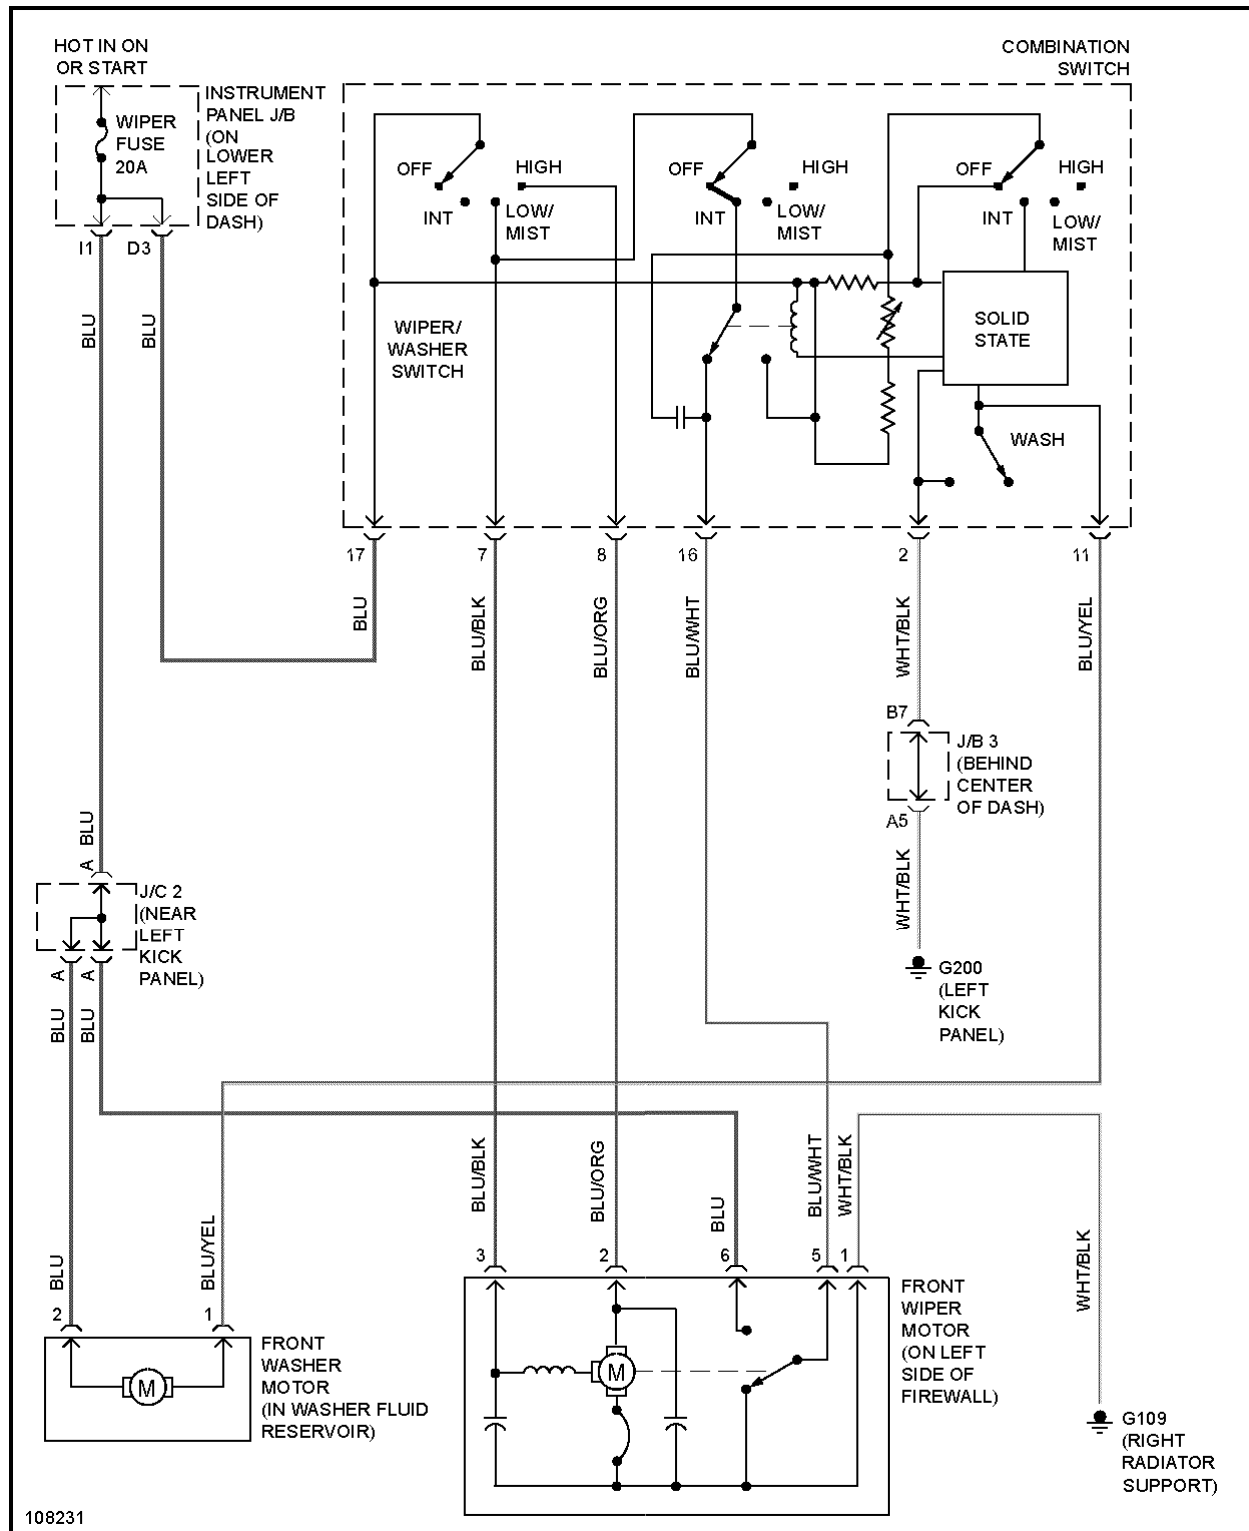 HOT IN ON
OR START
WIPER
FUSE
20A
INSTRUMENT
PANEL J/B
(ON
LOWER
LEFT
SIDE OF
DASH)
I1
D3
COMBINATION
SWITCH
OFF
INT
HIGH
LOW/
MIST
OFF
INT
HIGH
LOW/
MIST
OFF
INT
HIGH
LOW/
MIST
WIPER/
WASHER
SWITCH
SOLID
STATE
WASH
17
7
8
16
2
11
BLU
BLU
BLU
BLU/BLK
BLU/ORG
BLU/WHT
WHT/BLK
BLU/YEL
B7
J/B 3
(BEHIND
CENTER
OF DASH)
A5
WHT/BLK
G200
(LEFT
KICK
PANEL)
BLU
A
J/C 2
(NEAR
LEFT
KICK
PANEL)
A
A
BLU
BLU
BLU/BLK
BLU/ORG
BLU
BLU/WHT
WHT/BLK
WHT/BLK
BLU
BLU/YEL
3
2
6
5
1
2
1
M
FRONT
WASHER
MOTOR
(IN WASHER FLUID
RESERVOIR)
M
FRONT
WIPER
MOTOR
(ON LEFT
SIDE OF
FIREWALL)
G109
(RIGHT
RADIATOR
SUPPORT)
108231